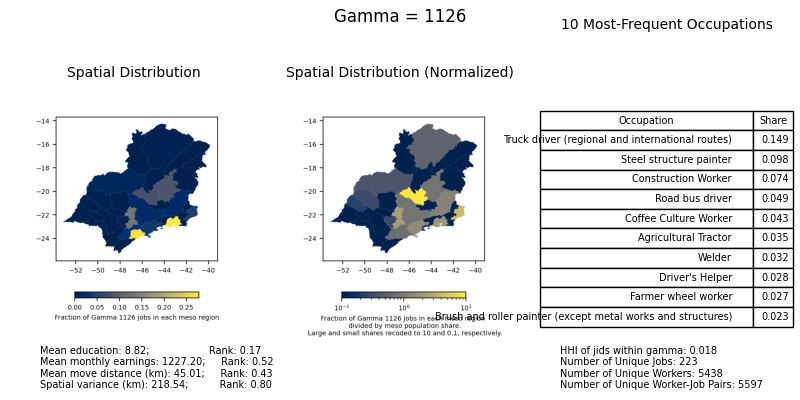 Gamma = 1126
10 Most-Frequent Occupations
Spatial Distribution
Spatial Distribution (Normalized)
−14
−16
−18
−20
−22
−24
−52 −50 −48 −46 −44 −42 −40
0.00 0.05 0.10 0.15 0.20 0.25
Fraction of Gamma 1126 jobs in each meso region
−14
−16
−18
−20
−22
−24
−52 −50 −48 −46 −44 −42 −40
10⁻¹ 10⁰ 10¹
Fraction of Gamma 1126 jobs in each meso region
divided by meso population share.
Large and small shares recoded to 10 and 0.1, respectively.
Occupation Share
Truck driver (regional and international routes) 0.149
Steel structure painter 0.098
Construction Worker 0.074
Road bus driver 0.049
Coffee Culture Worker 0.043
Agricultural Tractor 0.035
Welder 0.032
Driver's Helper 0.028
Farmer wheel worker 0.027
Brush and roller painter (except metal works and structures) 0.023
Mean education: 8.82; Rank: 0.17
Mean monthly earnings: 1227.20; Rank: 0.52
Mean move distance (km): 45.01; Rank: 0.43
Spatial variance (km): 218.54; Rank: 0.80
HHI of jids within gamma: 0.018
Number of Unique Jobs: 223
Number of Unique Workers: 5438
Number of Unique Worker-Job Pairs: 5597